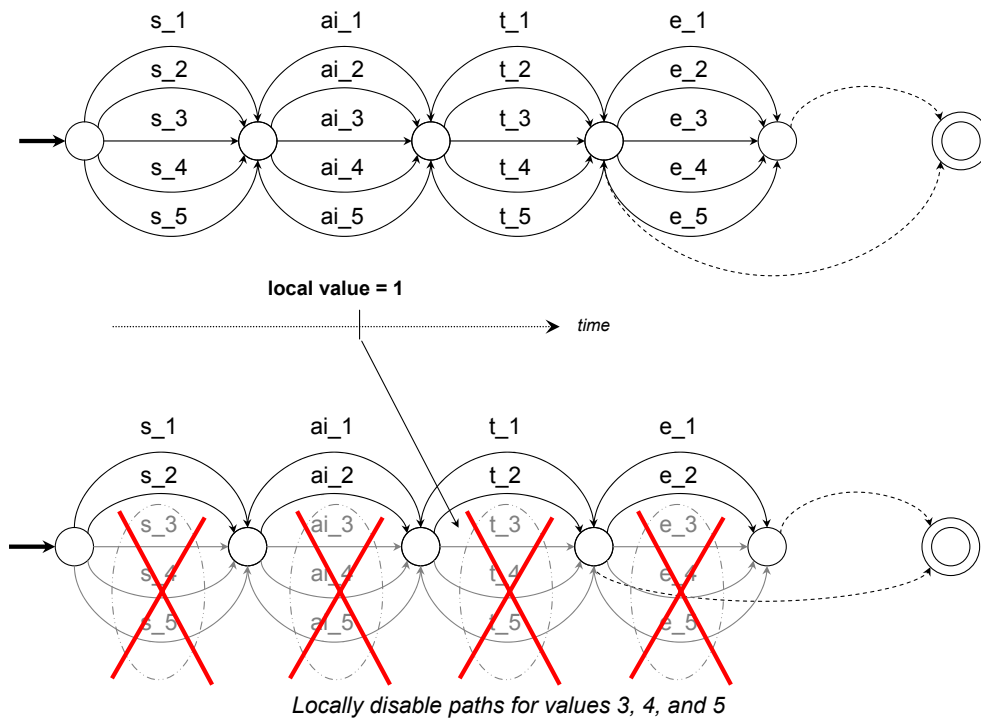 s_1 ai_1 t_1 e_1
s_2 ai_2 t_2 e_2
s_3 ai_3 t_3 e_3
s_4 ai_4 t_4 e_4
s_5 ai_5 t_5 e_5
local value = 1
time
s_1 ai_1 t_1 e_1
s_2 ai_2 t_2 e_2
s_3 ai_3 t_3 e_3
s_4 ai_4 t_4 e_4
s_5 ai_5 t_5 e_5
Locally disable paths for values 3, 4, and 5